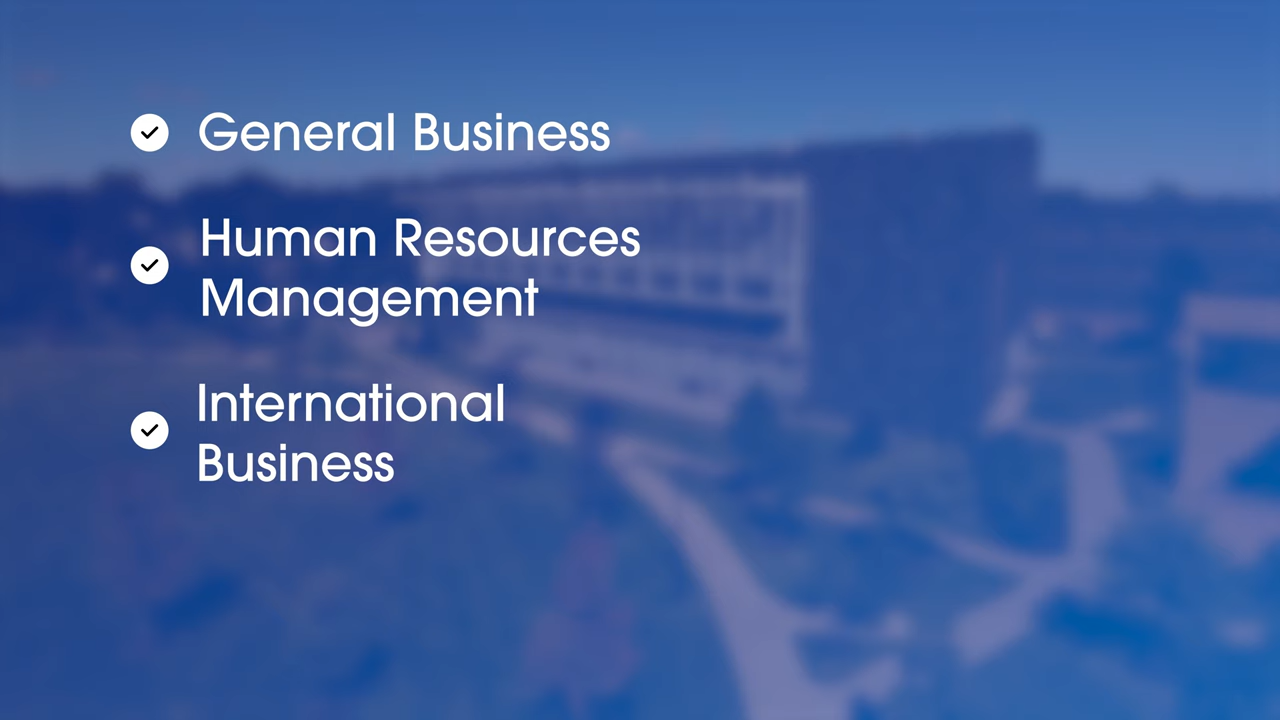 General Business
Human Resources
Management
International
Business